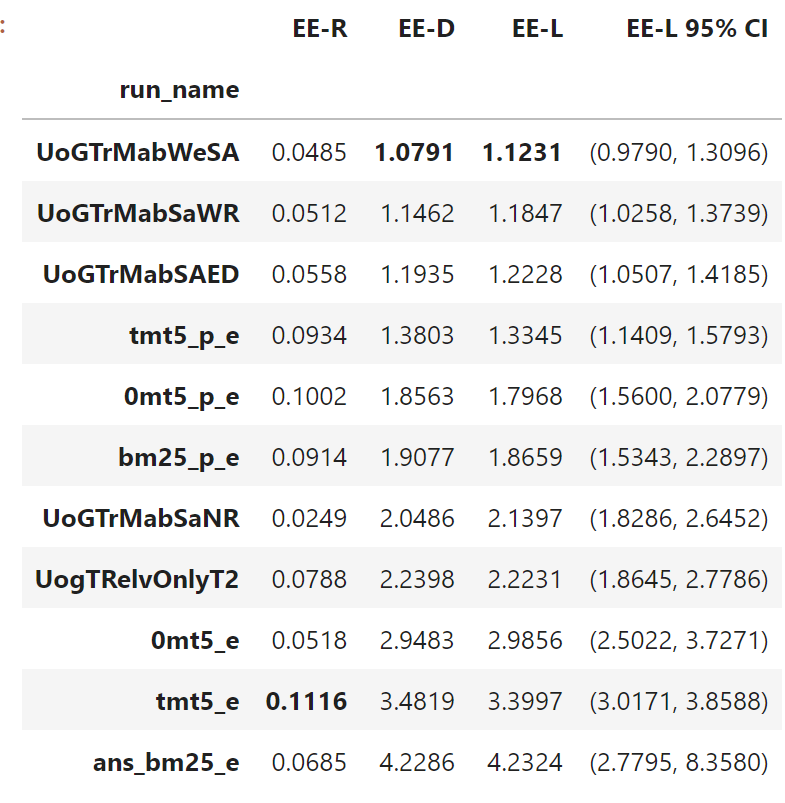 :
EE-R EE-D EE-L EE-L 95% CI
run_name
UoGTrMabWeSA 0.0485 1.0791 1.1231 (0.9790, 1.3096)
UoGTrMabSaWR 0.0512 1.1462 1.1847 (1.0258, 1.3739)
UoGTrMabSAED 0.0558 1.1935 1.2228 (1.0507, 1.4185)
tmt5_p_e 0.0934 1.3803 1.3345 (1.1409, 1.5793)
0mt5_p_e 0.1002 1.8563 1.7968 (1.5600, 2.0779)
bm25_p_e 0.0914 1.9077 1.8659 (1.5343, 2.2897)
UoGTrMabSaNR 0.0249 2.0486 2.1397 (1.8286, 2.6452)
UogTRelvOnlyT2 0.0788 2.2398 2.2231 (1.8645, 2.7786)
0mt5_e 0.0518 2.9483 2.9856 (2.5022, 3.7271)
tmt5_e 0.1116 3.4819 3.3997 (3.0171, 3.8588)
ans_bm25_e 0.0685 4.2286 4.2324 (2.7795, 8.3580)